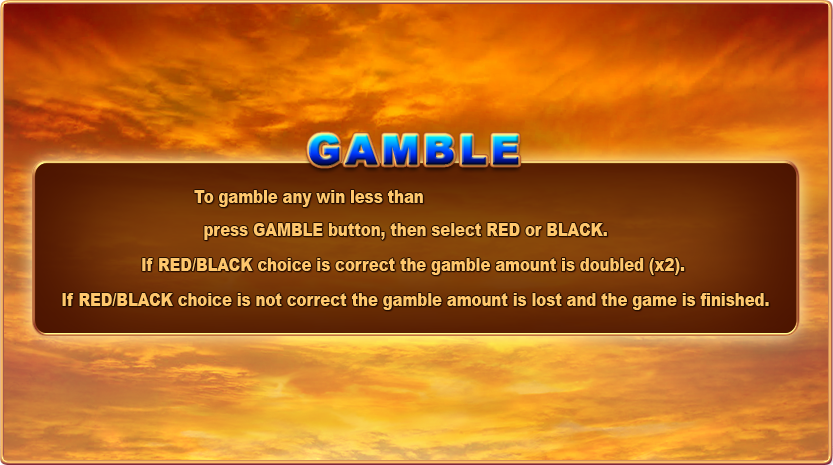 GAMBLE
To gamble any win less than
press GAMBLE button, then select RED or BLACK.
If RED/BLACK choice is correct the gamble amount is doubled (x2).
If RED/BLACK choice is not correct the gamble amount is lost and the game is finished.